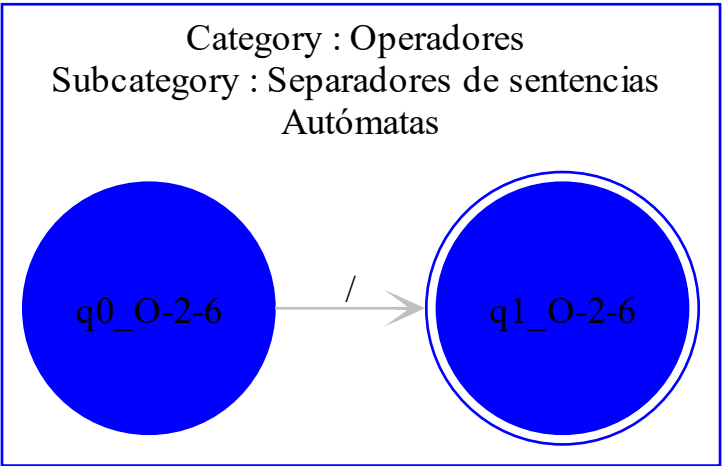 Category : Operadores
Subcategory : Separadores de sentencias
Autómatas
/
q0_O-2-6
q1_O-2-6